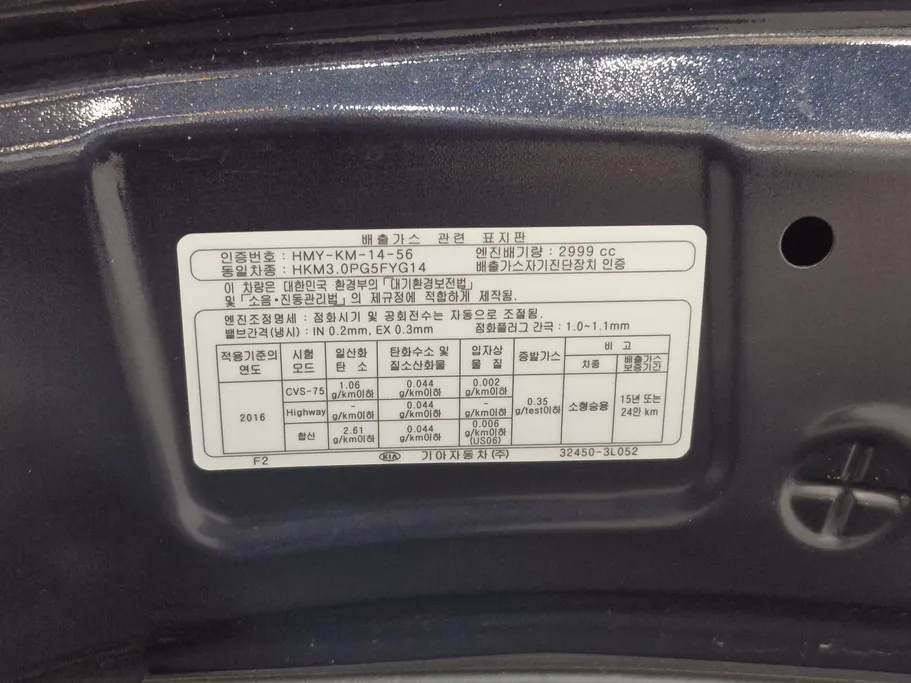 배출가스 관련 표지판
인증번호 : HMY-KM-14-56 엔진배기량 : 2999 cc
동일차종 : HKM3.0PG5FYG14 배출가스자기진단장치 인증
이 차량은 대한민국 환경부의 「대기환경보전법」
및 「소음·진동관리법」의 제규정에 적합하게 제작됨.
엔진조정명세 : 점화시기 및 공회전수는 자동으로 조절됨.
밸브간격(냉시) : IN 0.2mm, EX 0.3mm 점화플러그 간극 : 1.0~1.1mm
적용기준의 연도 시험 모드 일산화 탄소 탄화수소 및 질소산화물 입자상 물질 증발가스 비고
차종 배출가스 보증기간
2016 CVS-75 1.06 g/km이하 0.044 g/km이하 0.002 g/km이하 0.35 g/test이하 소형승용 15년 또는 24만 km
Highway - g/km이하 0.044 g/km이하 - g/km이하
합산 2.61 g/km이하 0.044 g/km이하 0.006 g/km이하 (US06)
F2 KIA 기아자동차(주) 32450-3L052